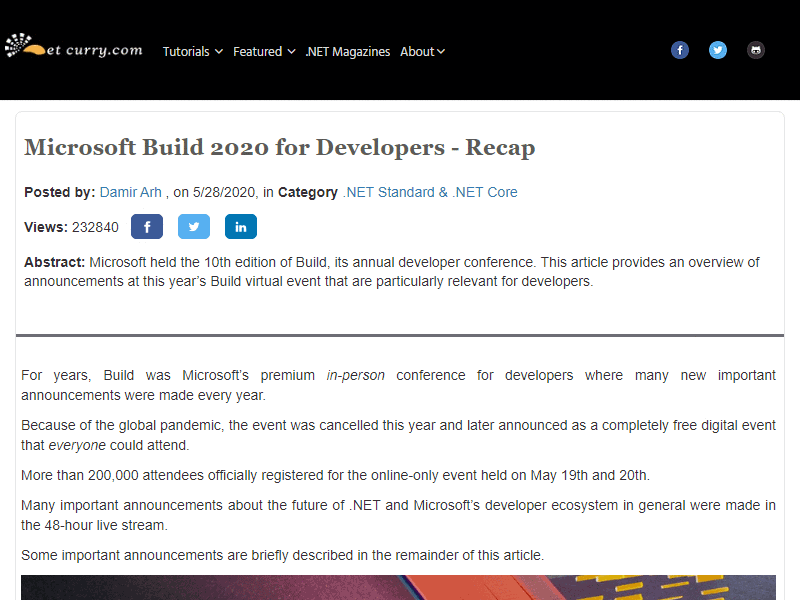 et curry.com
Tutorials Featured .NET Magazines About
Microsoft Build 2020 for Developers - Recap
Posted by: Damir Arh , on 5/28/2020, in Category .NET Standard & .NET Core
Views: 232840
Abstract: Microsoft held the 10th edition of Build, its annual developer conference. This article provides an overview of
announcements at this year’s Build virtual event that are particularly relevant for developers.
For years, Build was Microsoft’s premium in-person conference for developers where many new important
announcements were made every year.
Because of the global pandemic, the event was cancelled this year and later announced as a completely free digital event
that everyone could attend.
More than 200,000 attendees officially registered for the online-only event held on May 19th and 20th.
Many important announcements about the future of .NET and Microsoft’s developer ecosystem in general were made in
the 48-hour live stream.
Some important announcements are briefly described in the remainder of this article.